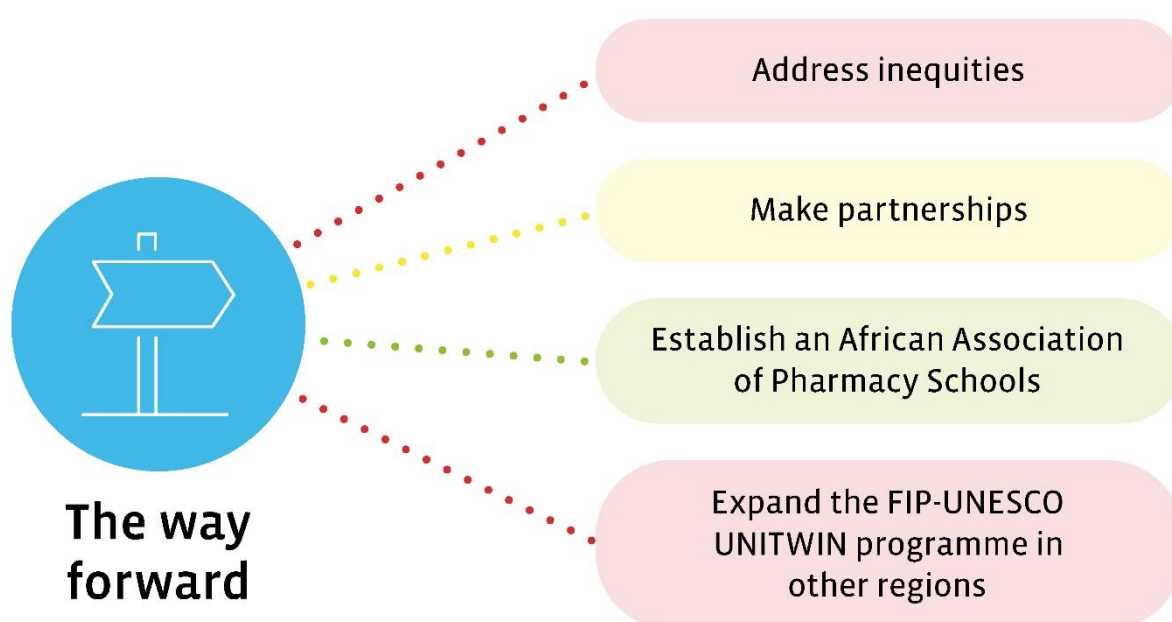 Address inequities
Make partnerships
Establish an African Association
of Pharmacy Schools
Expand the FIP-UNESCO
UNITWIN programme in
other regions
The way
forward